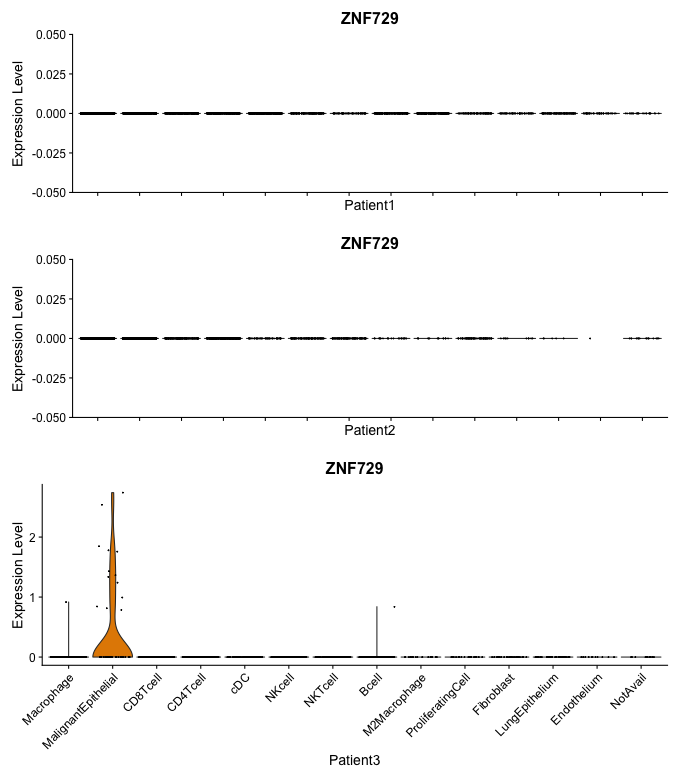 ZNF729
Expression Level
0.050
0.025
0.000
-0.025
-0.050
Patient1
ZNF729
Expression Level
0.050
0.025
0.000
-0.025
-0.050
Patient2
ZNF729
Expression Level
2
1
0
Macrophage
MalignantEpithelial
CD8Tcell
CD4Tcell
cDC
NKcell
NKTcell
Bcell
M2Macrophage
ProliferatingCell
Fibroblast
LungEpithelium
Endothelium
NotAvail
Patient3